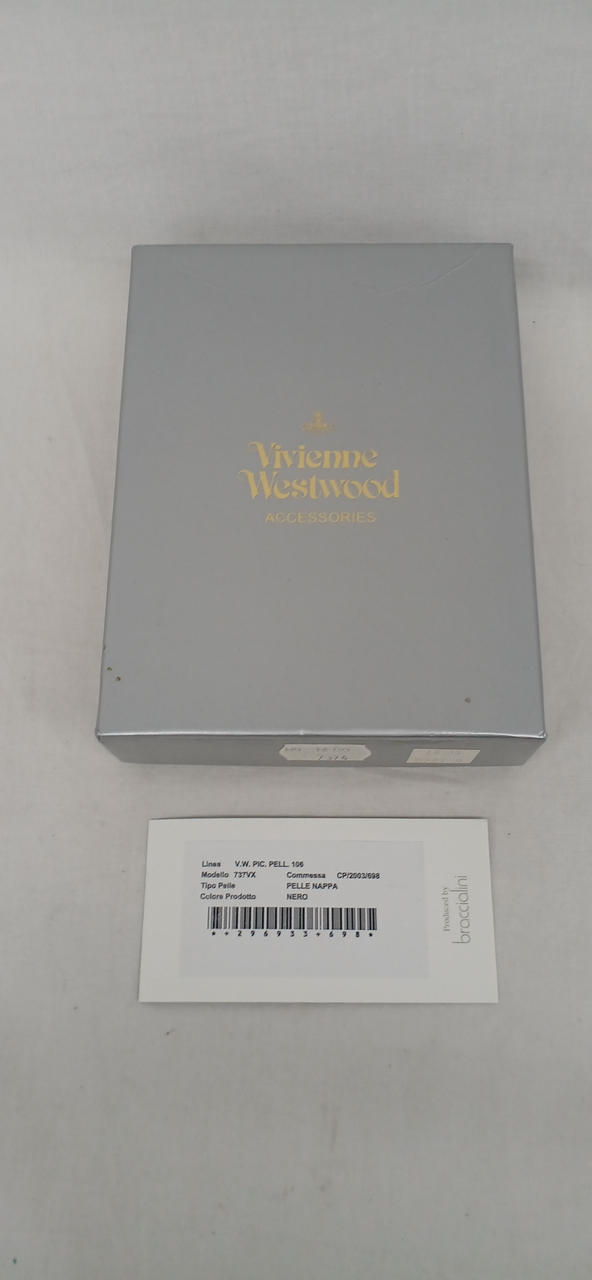 Vivienne
Westwood
ACCESSORIES
Linea V.W. PIC. PELL. 106
Modello 737VX Commessa CP/2003/698
Tipo Pelle PELLE NAPPA
Colore Prodotto NERO
* + 2 9 6 9 3 3 + 6 9 8 *
Produced by
braccialini